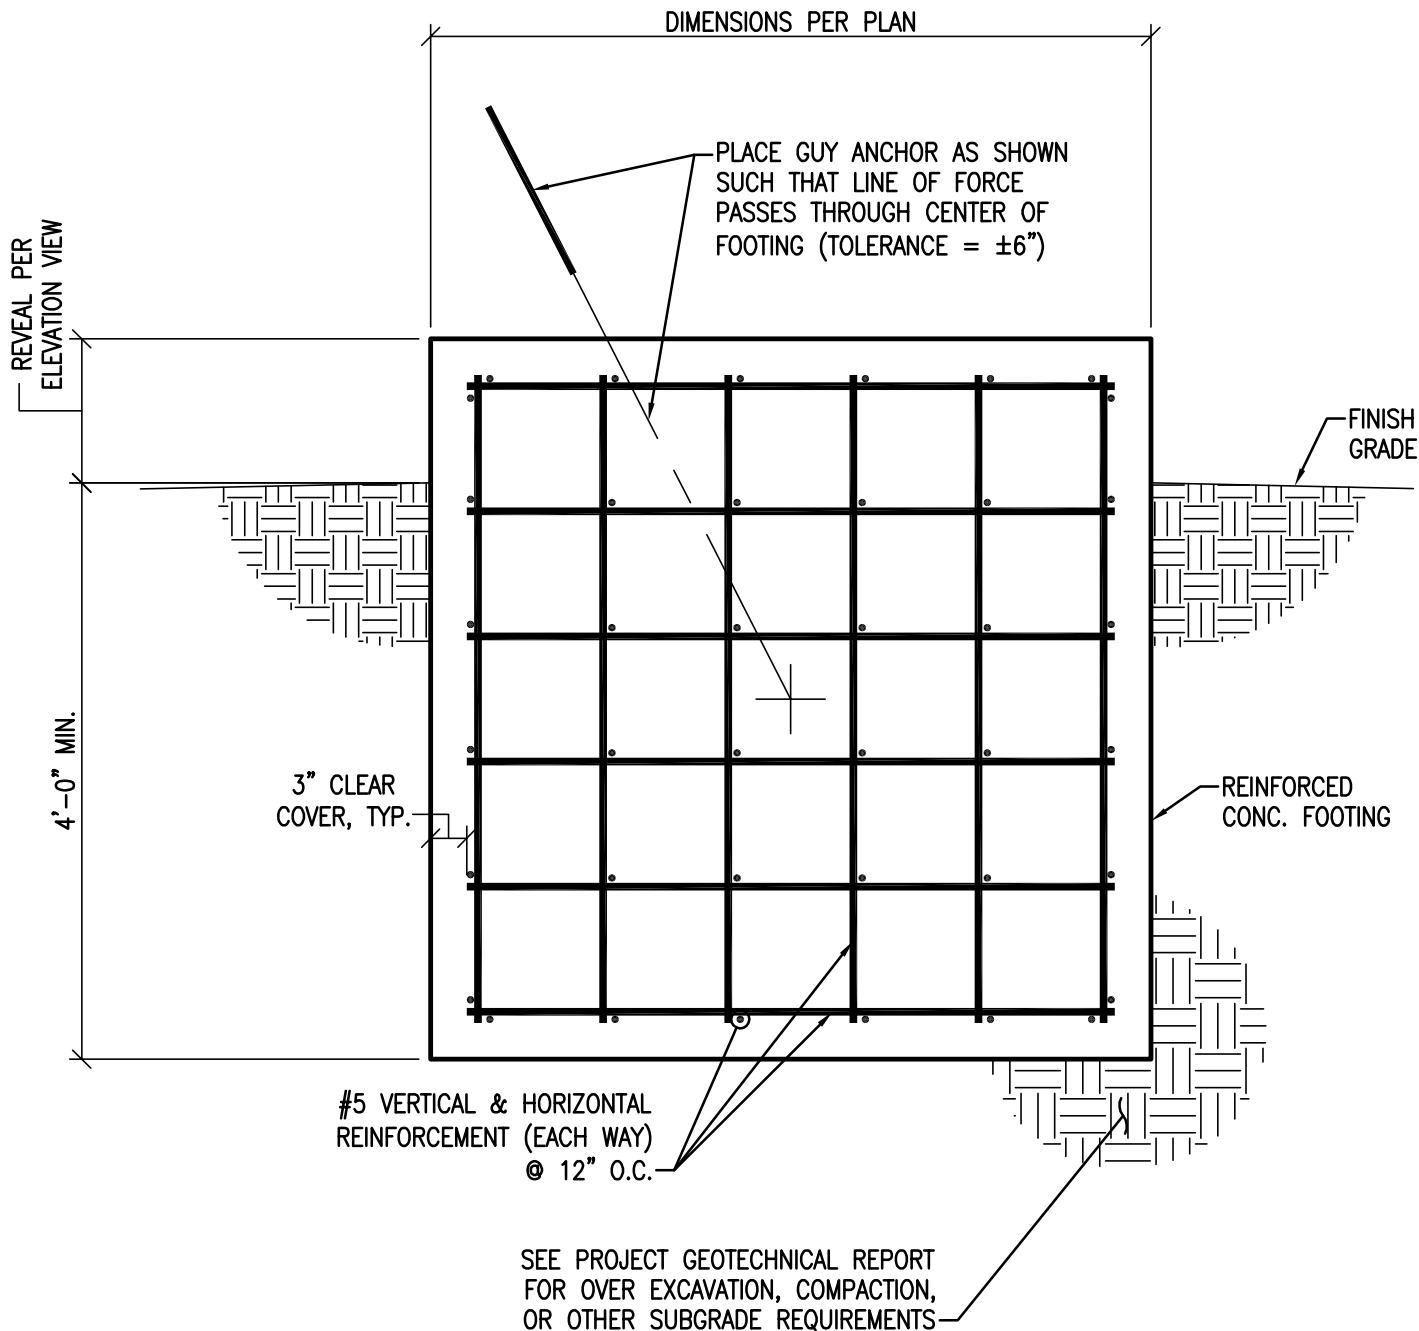 DIMENSIONS PER PLAN
PLACE GUY ANCHOR AS SHOWN
SUCH THAT LINE OF FORCE
PASSES THROUGH CENTER OF
FOOTING (TOLERANCE = ±6")
REVEAL PER
ELEVATION VIEW
FINISH
GRADE
4'-0" MIN.
3" CLEAR
COVER, TYP.
REINFORCED
CONC. FOOTING
#5 VERTICAL & HORIZONTAL
REINFORCEMENT (EACH WAY)
@ 12" O.C.
SEE PROJECT GEOTECHNICAL REPORT
FOR OVER EXCAVATION, COMPACTION,
OR OTHER SUBGRADE REQUIREMENTS